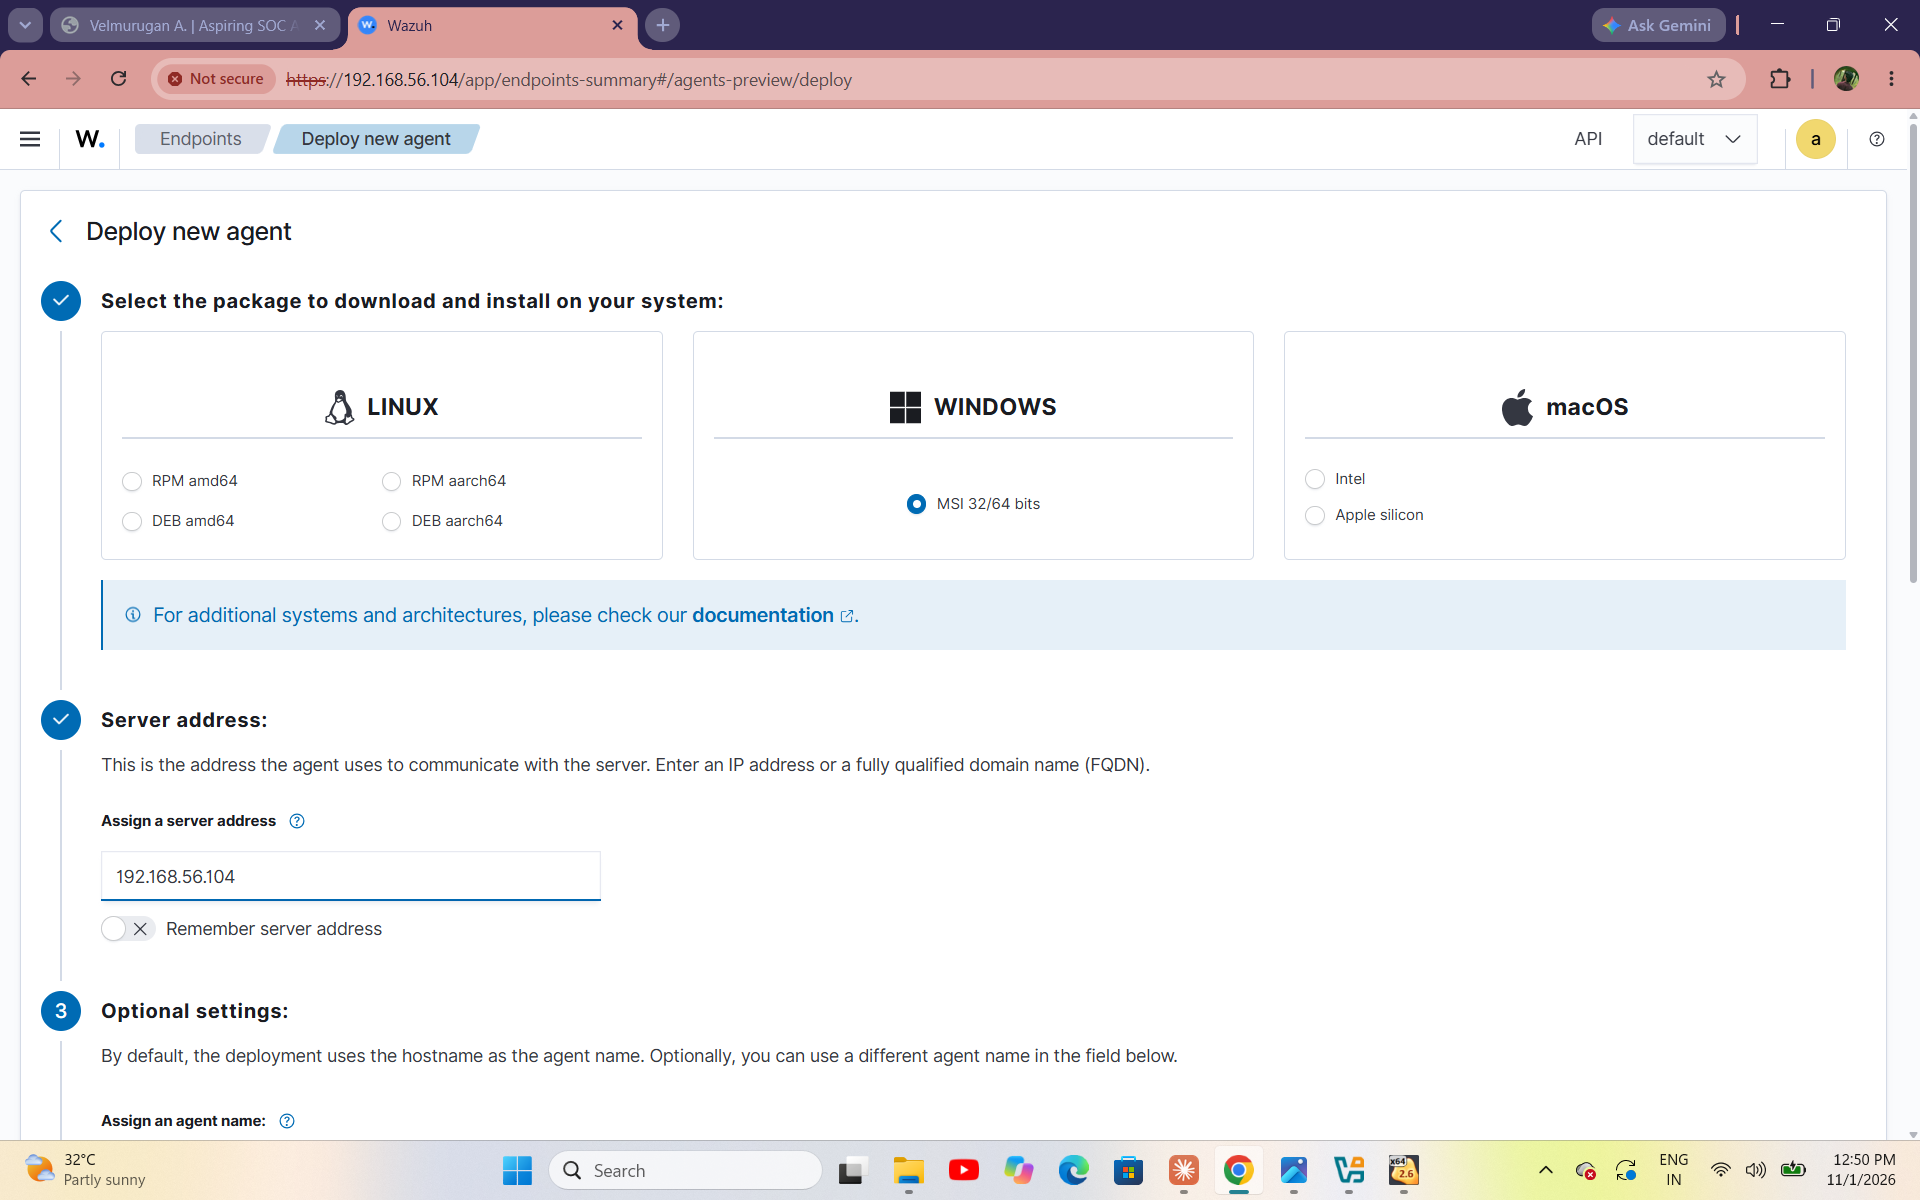 Velmurugan A. | Aspiring SOC A
Wazuh
Ask Gemini
Not secure
https://192.168.56.104/app/endpoints-summary#/agents-preview/deploy
W.
Endpoints
Deploy new agent
API
default
a
Deploy new agent
Select the package to download and install on your system:
LINUX
WINDOWS
macOS
RPM amd64
RPM aarch64
DEB amd64
DEB aarch64
MSI 32/64 bits
Intel
Apple silicon
For additional systems and architectures, please check our documentation.
Server address:
This is the address the agent uses to communicate with the server. Enter an IP address or a fully qualified domain name (FQDN).
Assign a server address
192.168.56.104
Remember server address
3
Optional settings:
By default, the deployment uses the hostname as the agent name. Optionally, you can use a different agent name in the field below.
Assign an agent name:
32°C
Partly sunny
Search
x64
2.6
ENG
IN
12:50 PM
11/1/2026